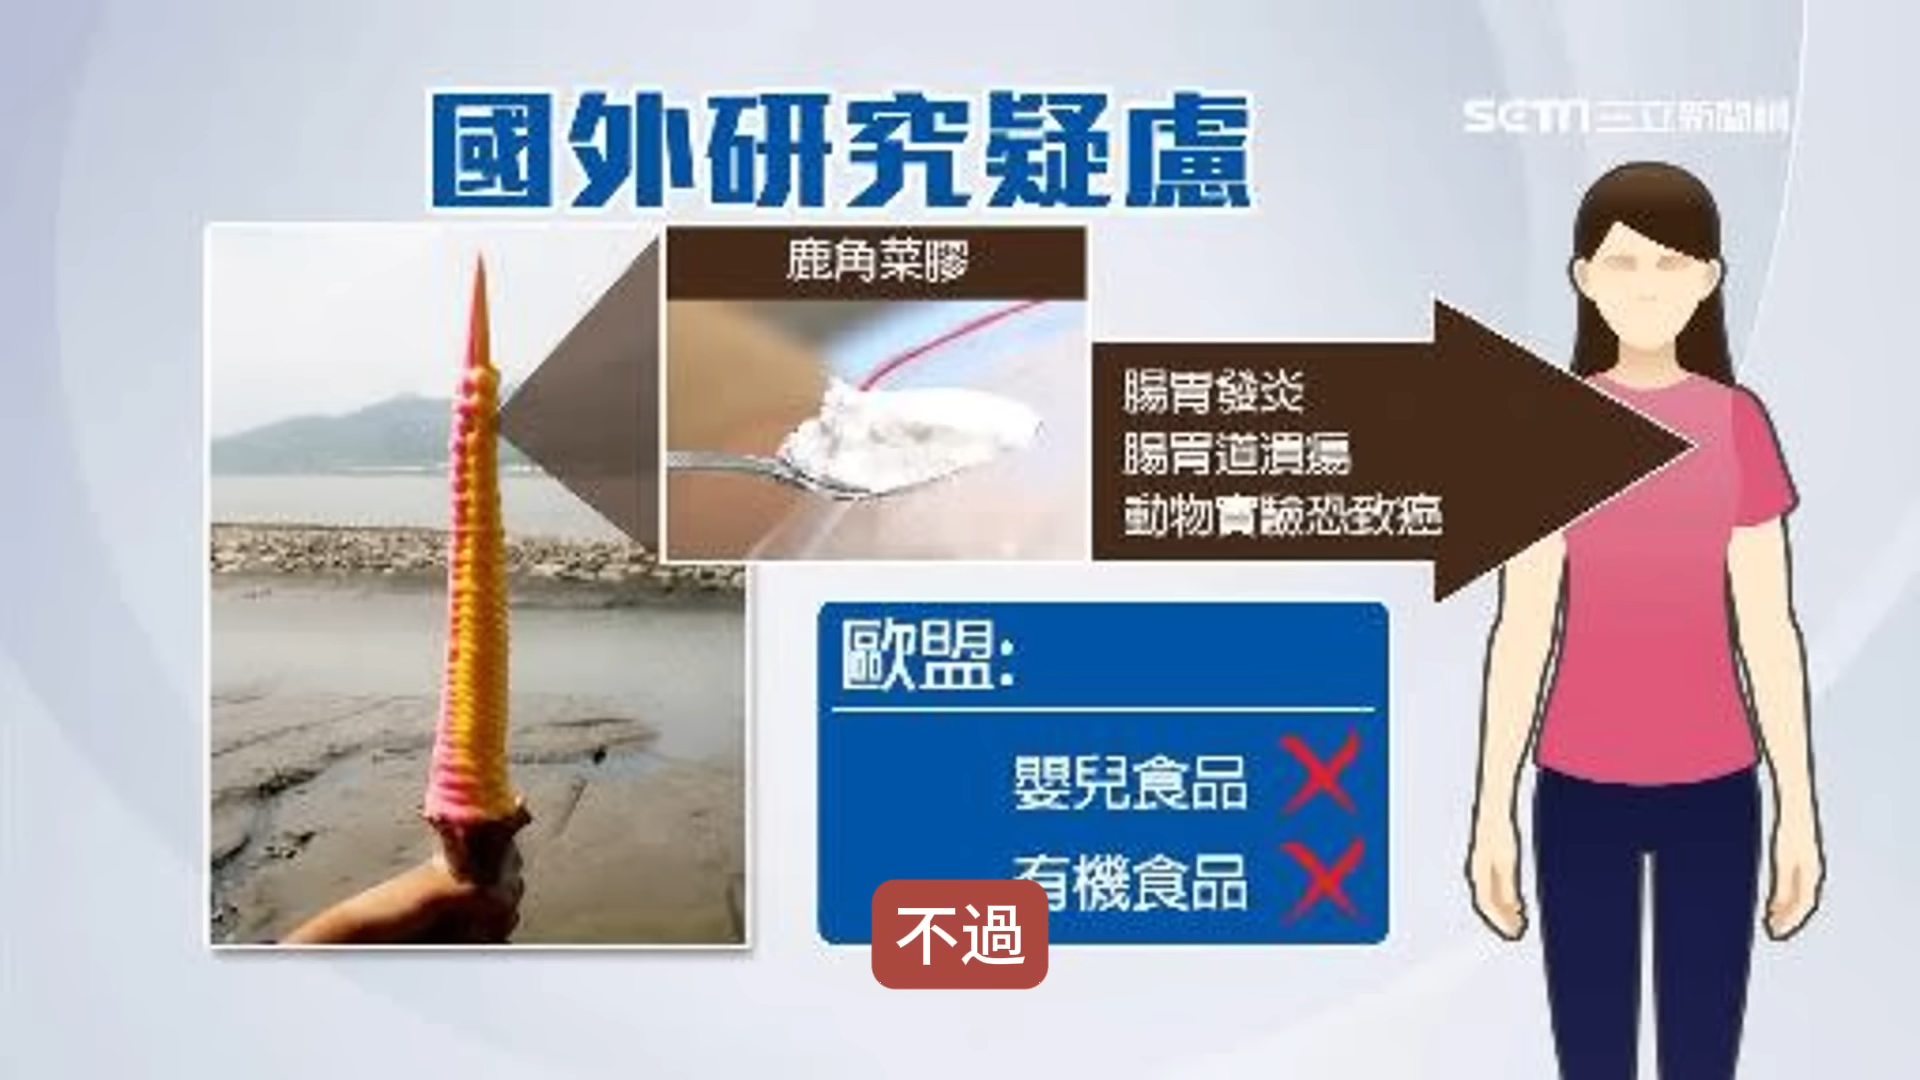 國外研究疑慮
SETN三立新聞網
鹿角菜膠
腸胃發炎
腸胃道潰瘍
動物實驗恐致癌
歐盟:
嬰兒食品
有機食品
不過